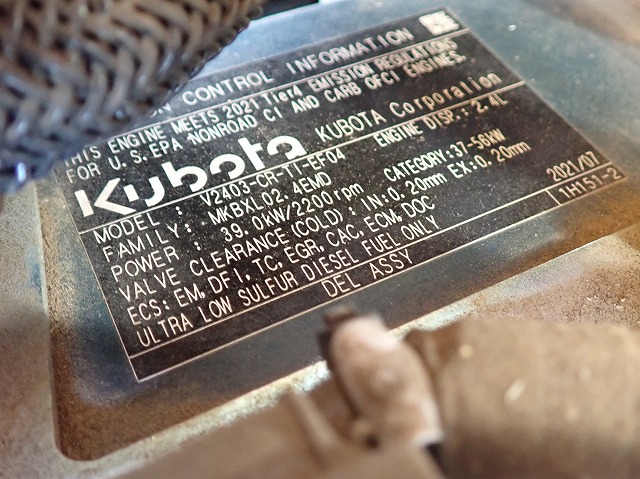 ON CONTROL INFORMATION
THIS ENGINE MEETS 2021 Tier4 EMISSION REGULATIONS
FOR U.S. EPA NONROAD CI AND CARB OFCI ENGINES.
Kubota KUBOTA Corporation
MODEL : V2403-CR-TI-EF04 ENGINE DISP.: 2.4L
FAMILY: MKBXL02.4EMD
POWER : 39.0kW/2200rpm CATEGORY:37-56kW
VALVE CLEARANCE (COLD) : IN:0.20mm EX:0.20mm
ECS: EM, DFI, TC, EGR, CAC, ECM, DOC 2021/07
ULTRA LOW SULFUR DIESEL FUEL ONLY 1H151-2
DEL ASSY